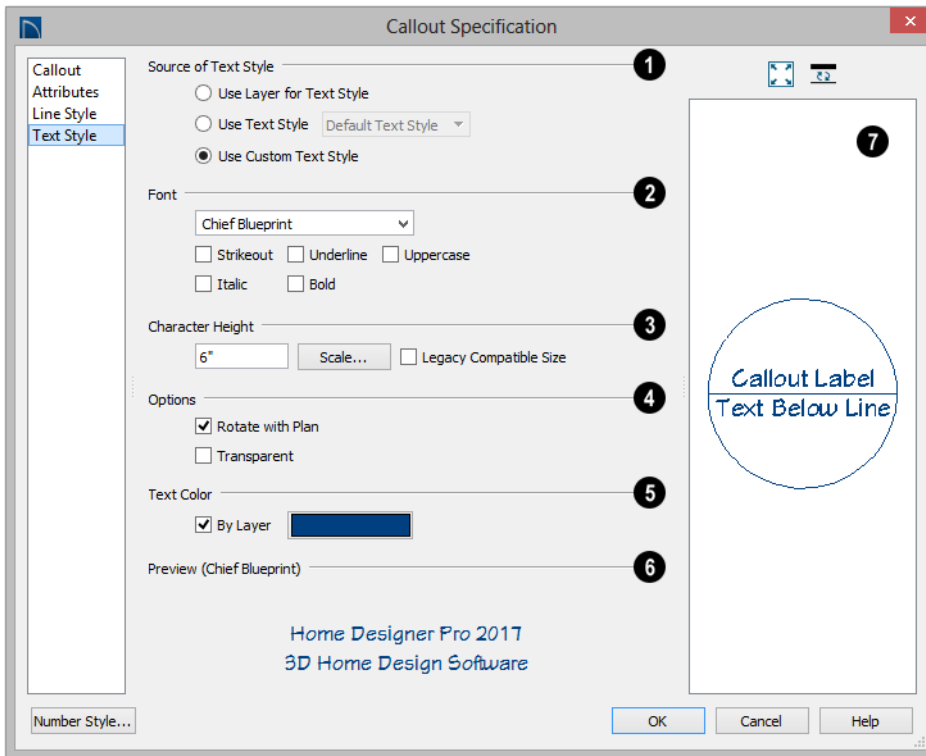 Callout Specification
Callout
Attributes
Line Style
Text Style
Source of Text Style 1
Use Layer for Text Style
Use Text Style Default Text Style
Use Custom Text Style
Font 2
Chief Blueprint
Strikeout Underline Uppercase
Italic Bold
Character Height 3
6" Scale... Legacy Compatible Size
Options 4
Rotate with Plan
Transparent
Text Color 5
By Layer
Preview (Chief Blueprint) 6
Home Designer Pro 2017
3D Home Design Software
7
Callout Label
Text Below Line
Number Style... OK Cancel Help